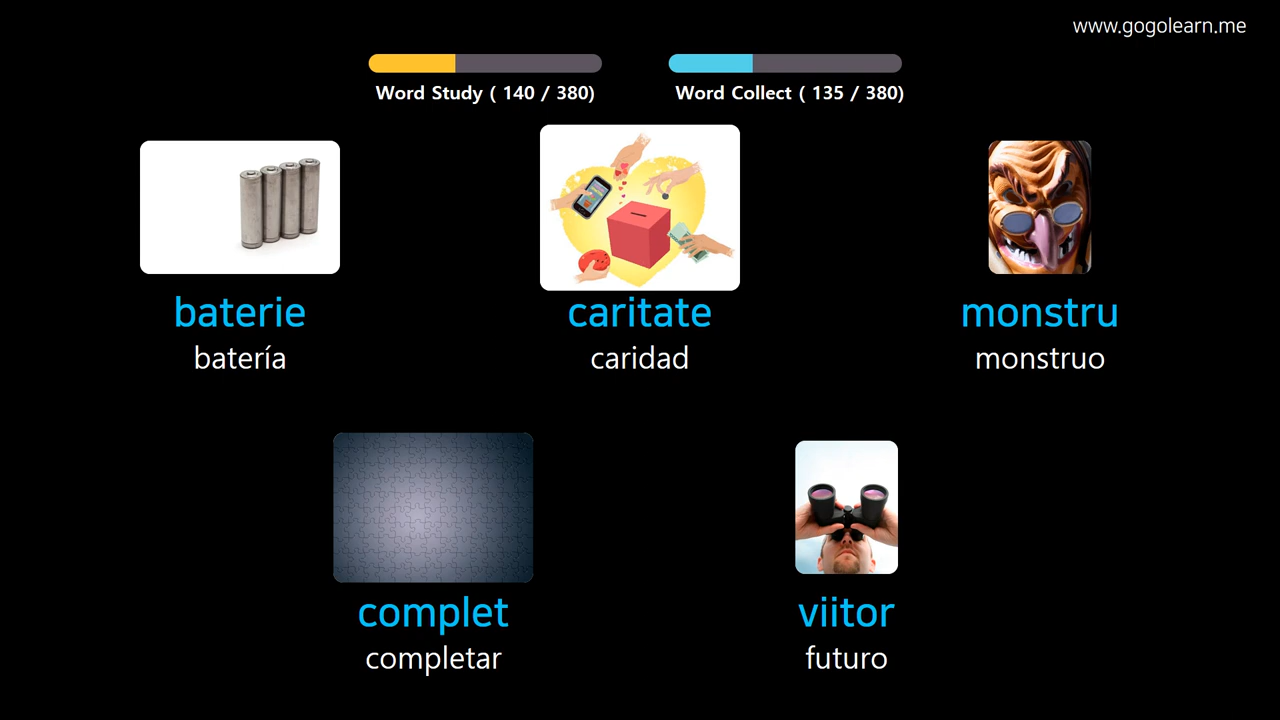 www.gogolearn.me
Word Study ( 140 / 380)
Word Collect ( 135 / 380)
baterie
batería
caritate
caridad
monstru
monstruo
complet
completar
viitor
futuro